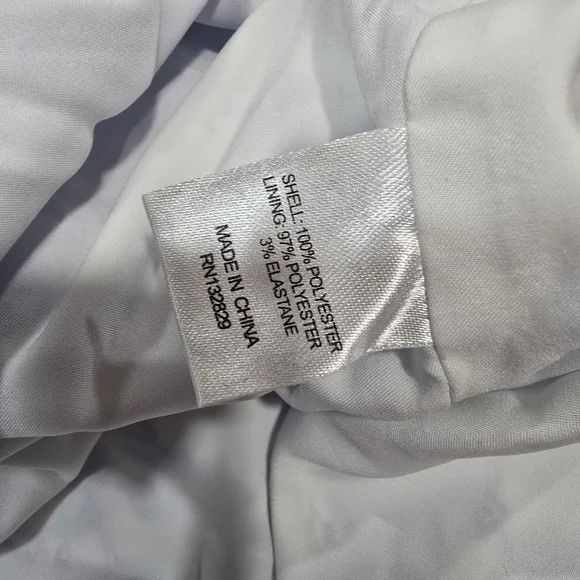 SHELL: 100% POLYESTER
LINING: 97% POLYESTER
3% ELASTANE
MADE IN CHINA
RN132829